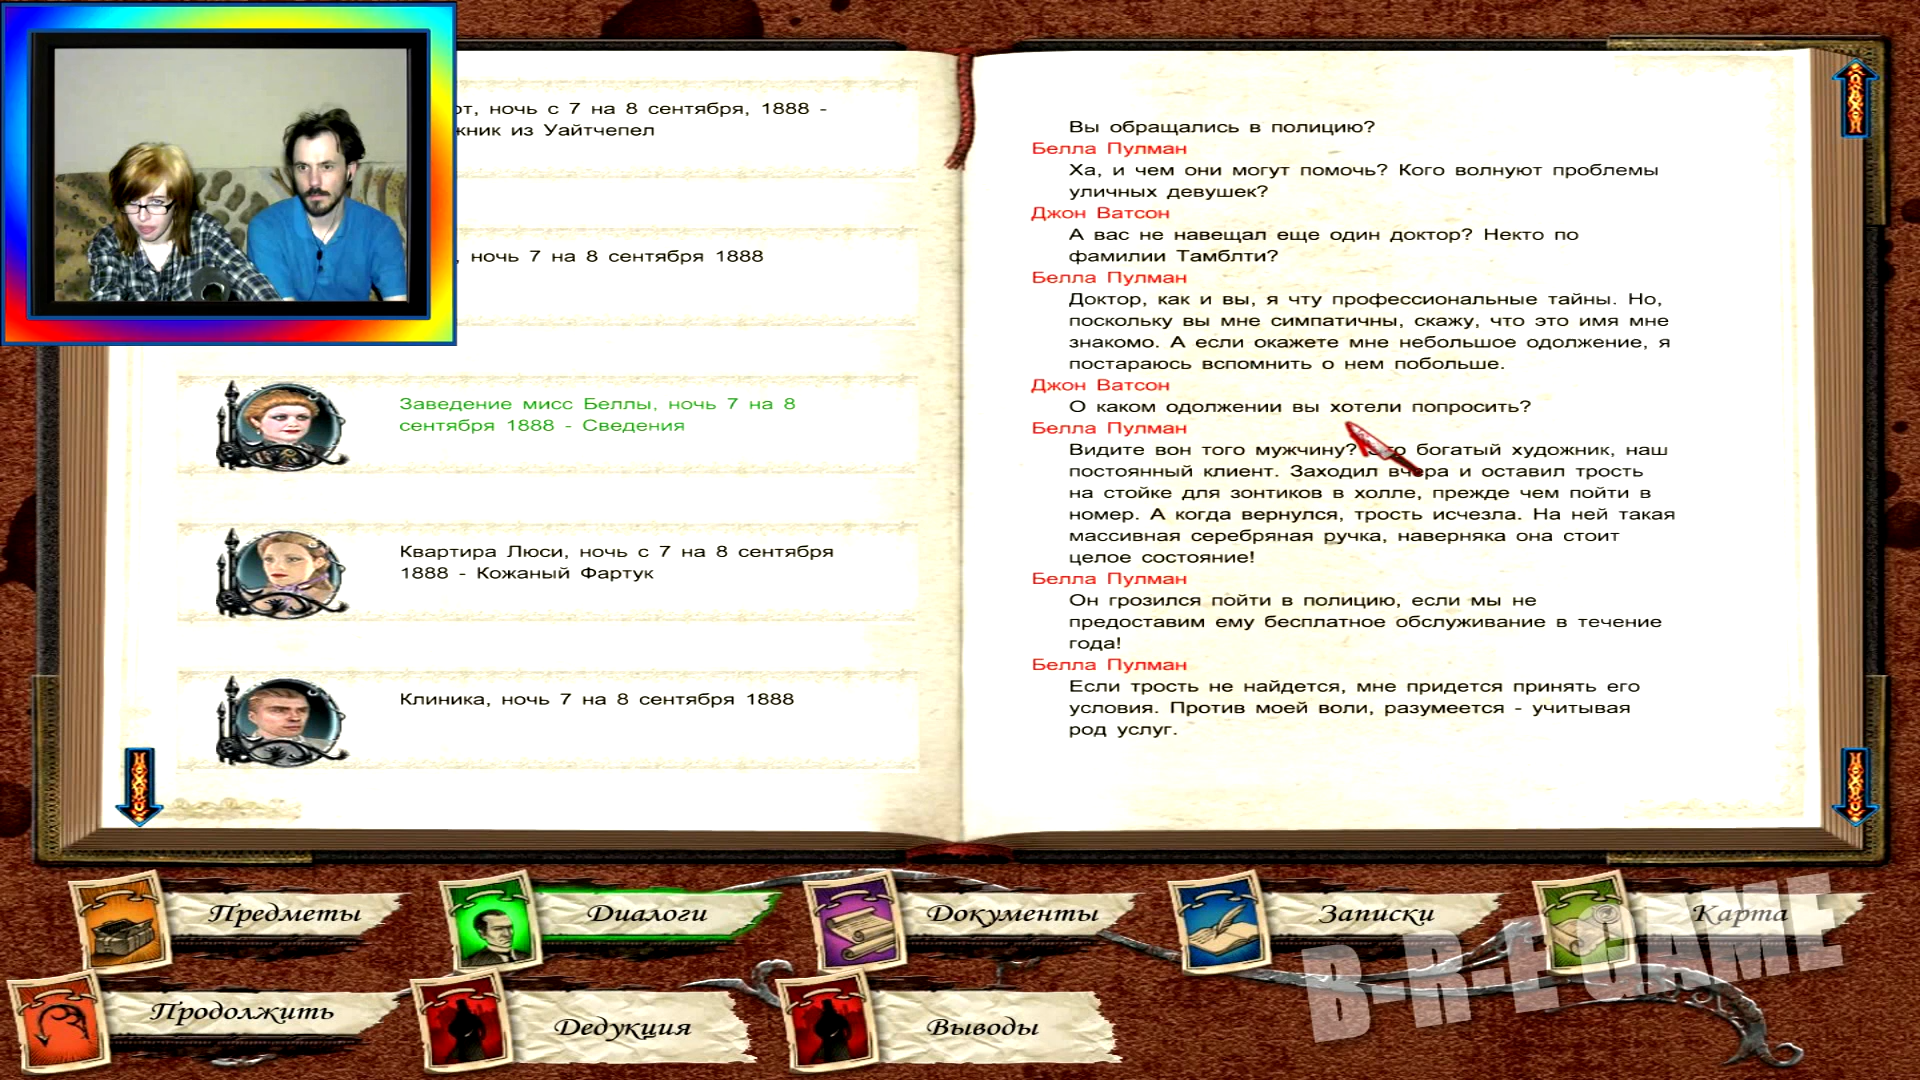 от, ночь с 7 на 8 сентября, 1888 -
жник из Уайтчепел
, ночь 7 на 8 сентября 1888
Заведение мисс Беллы, ночь 7 на 8
сентября 1888 - Сведения
Квартира Люси, ночь с 7 на 8 сентября
1888 - Кожаный Фартук
Клиника, ночь 7 на 8 сентября 1888
Вы обращались в полицию?
Белла Пулман
Ха, и чем они могут помочь? Кого волнуют проблемы
уличных девушек?
Джон Ватсон
А вас не навещал еще один доктор? Некто по
фамилии Тамблти?
Белла Пулман
Доктор, как и вы, я чту профессиональные тайны. Но,
поскольку вы мне симпатичны, скажу, что это имя мне
знакомо. А если окажете мне небольшое одолжение, я
постараюсь вспомнить о нем побольше.
Джон Ватсон
О каком одолжении вы хотели попросить?
Белла Пулман
Видите вон того мужчину? Это богатый художник, наш
постоянный клиент. Заходил вчера и оставил трость
на стойке для зонтиков в холле, прежде чем пойти в
номер. А когда вернулся, трость исчезла. На ней такая
массивная серебряная ручка, наверняка она стоит
целое состояние!
Белла Пулман
Он грозился пойти в полицию, если мы не
предоставим ему бесплатное обслуживание в течение
года!
Белла Пулман
Если трость не найдется, мне придется принять его
условия. Против моей воли, разумеется - учитывая
род услуг.
Предметы
Диалоги
Документы
Записки
Карта
Продолжить
Дедукция
Выводы
B-R-F GAME